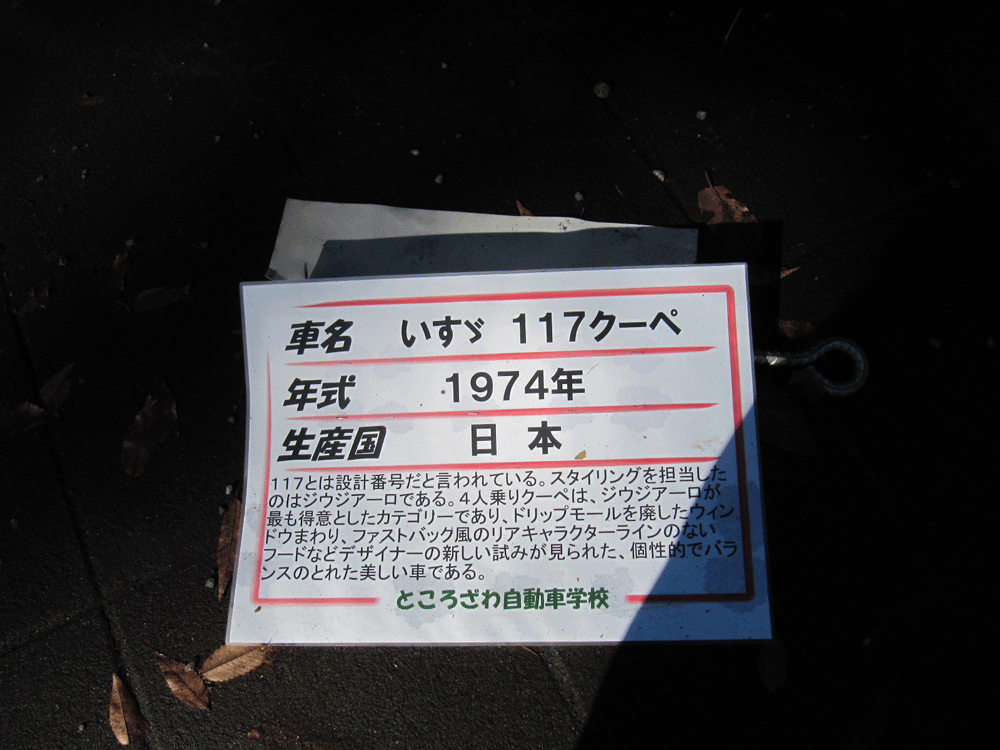 車名 いすゞ 117クーペ
年式 1974年
生産国 日本
117とは設計番号だと言われている。スタイリングを担当した
のはジウジアーロである。4人乗りクーペは、ジウジアーロが
最も得意としたカテゴリーであり、ドリップモールを廃したウィン
ドウまわり、ファストバック風のリアキャラクターラインのない
フードなどデザイナーの新しい試みが見られた、個性的でバラ
ンスのとれた美しい車である。
ところざわ自動車学校